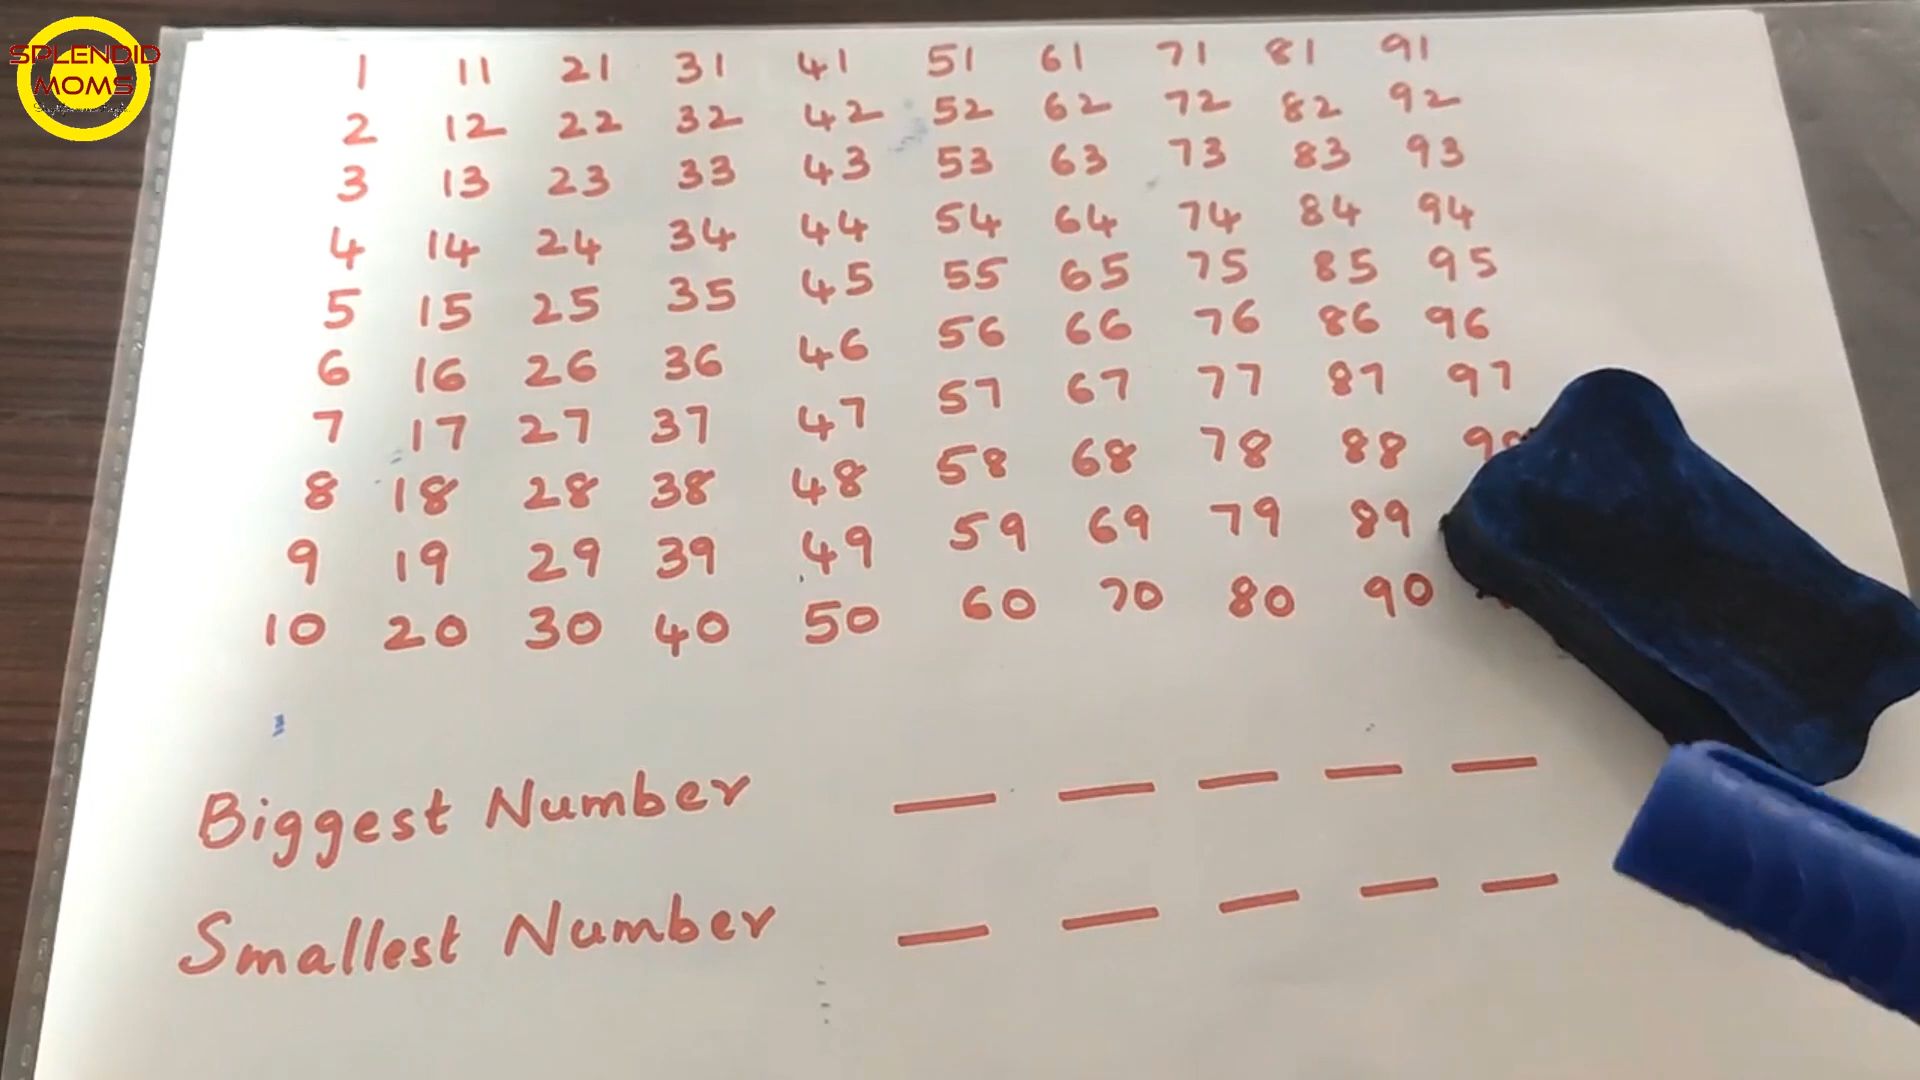 SPLENDID
MOMS
1 11 21 31 41 51 61 71 81 91
2 12 22 32 42 52 62 72 82 92
3 13 23 33 43 53 63 73 83 93
4 14 24 34 44 54 64 74 84 94
5 15 25 35 45 55 65 75 85 95
6 16 26 36 46 56 66 76 86 96
7 17 27 37 47 57 67 77 87 97
8 18 28 38 48 58 68 78 88
9 19 29 39 49 59 69 79 89
10 20 30 40 50 60 70 80 90
Biggest Number
Smallest Number